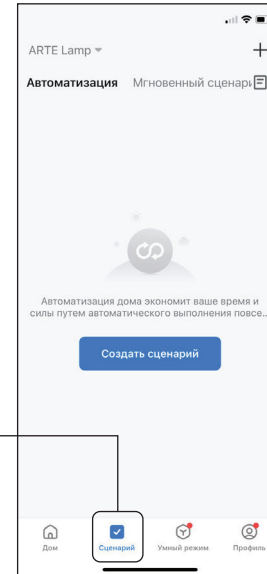 ARTE Lamp
Автоматизация Мгновенный сценари
Автоматизация дома экономит ваше время и
силы путем автоматического выполнения повсе..
Создать сценарий
Дом Сценарий Умный режим Профиль